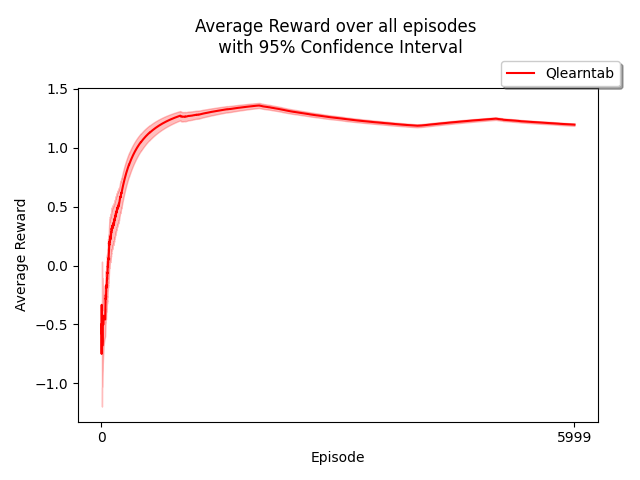 Average Reward over all episodes
with 95% Confidence Interval
Qlearntab
1.5
1.0
0.5
0.0
−0.5
−1.0
Average Reward
0
5999
Episode